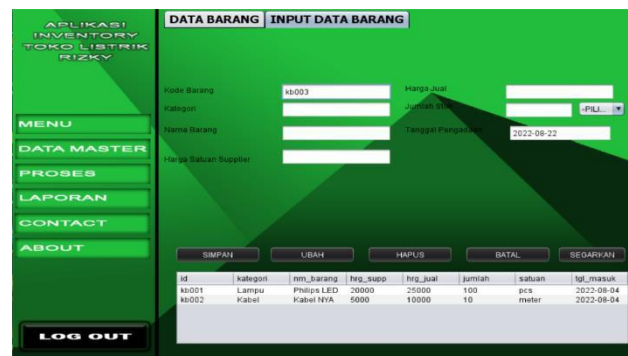 APLIKASI
INVENTORY
TOKO LISTRIK
RIZKY
MENU
DATA MASTER
PROSES
LAPORAN
CONTACT
ABOUT
LOG OUT
DATA BARANG INPUT DATA BARANG
Kode Barang kb003 Harga Jual
Kategori Jumlah Stok -PILI...
Nama Barang Tanggal Pengadaan 2022-08-22
Harga Satuan Supplier
SIMPAN UBAH HAPUS BATAL SEGARKAN
id kategori nm_barang hrg_supp hrg_jual jumlah satuan tgl_masuk
kb001 Lampu Philips LED 20000 25000 100 pcs 2022-08-04
kb002 Kabel Kabel NYA 5000 10000 10 meter 2022-08-04